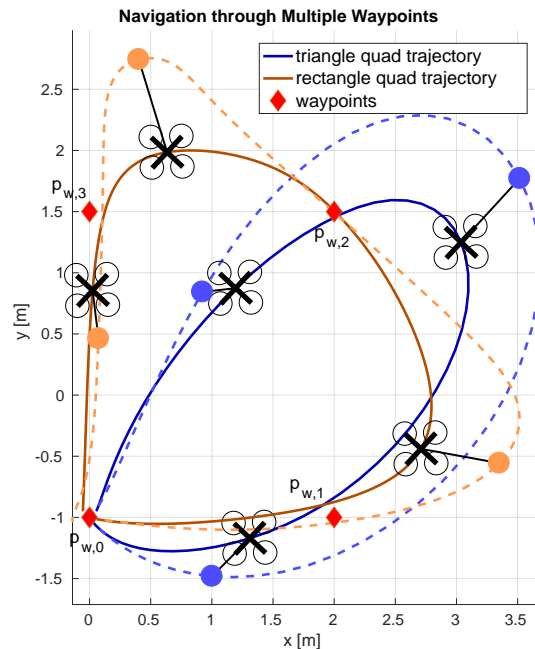 Navigation through Multiple Waypoints
triangle quad trajectory
rectangle quad trajectory
waypoints
p_w,3
p_w,2
p_w,1
p_w,0
y [m]
2.5
2
1.5
1
0.5
0
-0.5
-1
-1.5
0 0.5 1 1.5 2 2.5 3 3.5
x [m]